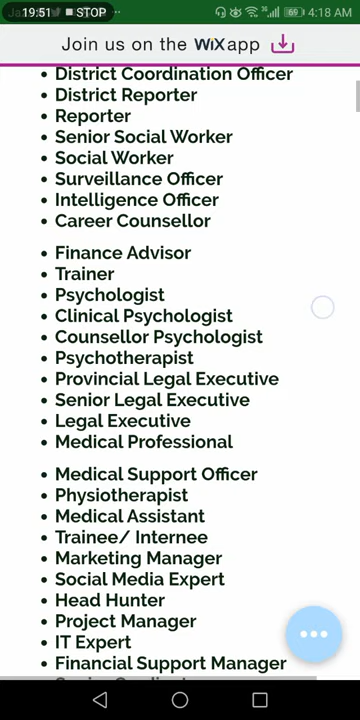 19:51 STOP
4:18 AM
Join us on the WiX app
• District Coordination Officer
• District Reporter
• Reporter
• Senior Social Worker
• Social Worker
• Surveillance Officer
• Intelligence Officer
• Career Counsellor
• Finance Advisor
• Trainer
• Psychologist
• Clinical Psychologist
• Counsellor Psychologist
• Psychotherapist
• Provincial Legal Executive
• Senior Legal Executive
• Legal Executive
• Medical Professional
• Medical Support Officer
• Physiotherapist
• Medical Assistant
• Trainee/ Internee
• Marketing Manager
• Social Media Expert
• Head Hunter
• Project Manager
• IT Expert
• Financial Support Manager